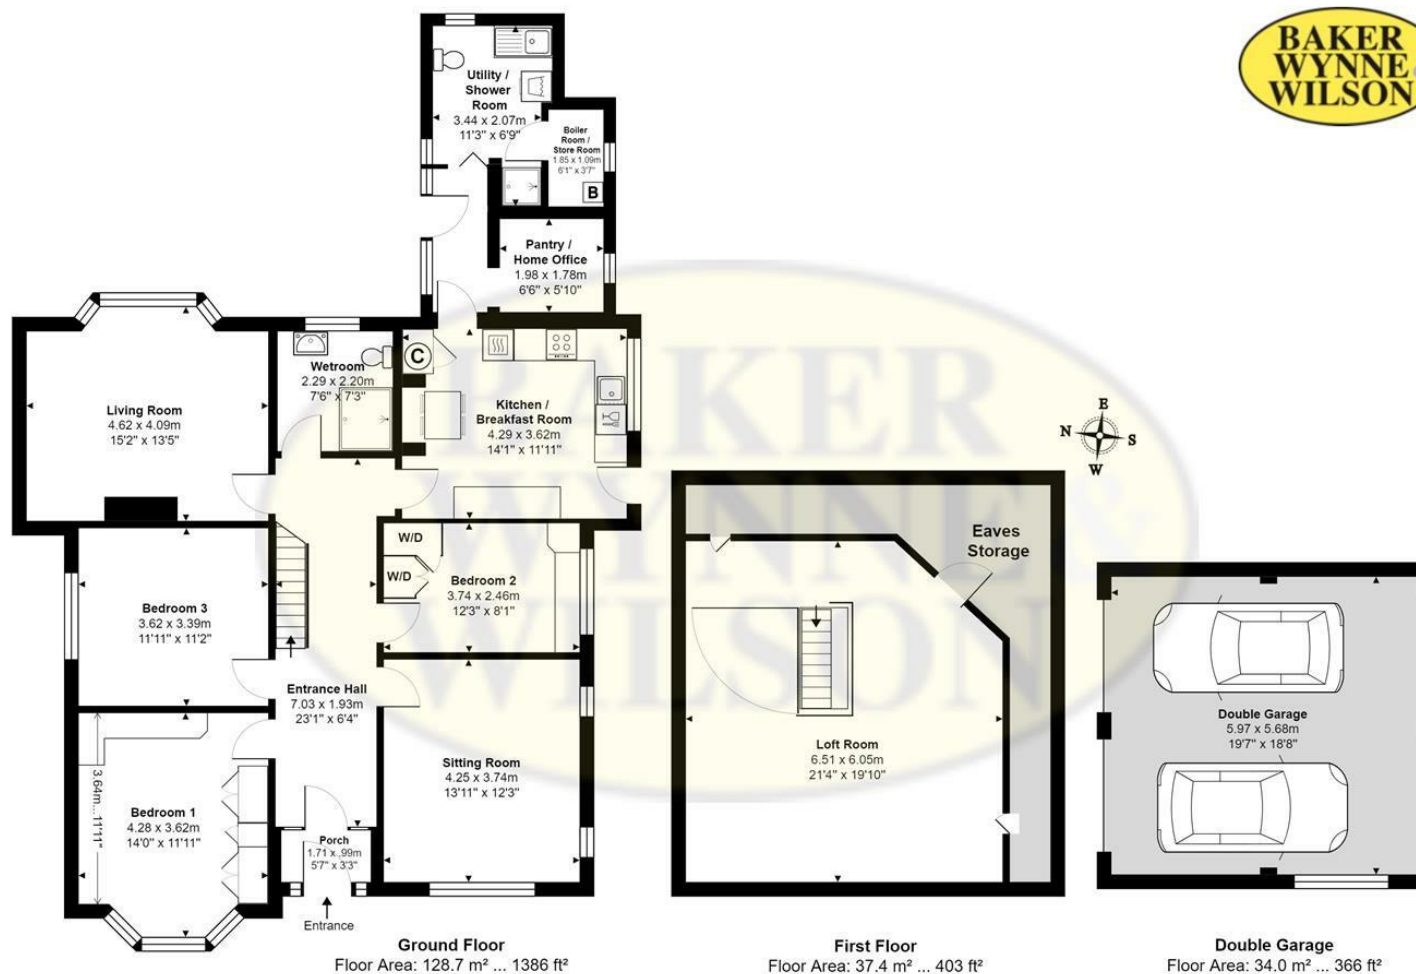 BAKER
WYNNE &
WILSON
Utility /
Shower
Room
3.44 x 2.07m
11'3" x 6'9"
Boiler
Room /
Store Room
1.85 x 1.09m
6'1" x 3'7"
B
Pantry /
Home Office
1.98 x 1.78m
6'6" x 5'10"
Living Room
4.62 x 4.09m
15'2" x 13'5"
Wetroom
2.29 x 2.20m
7'6" x 7'3"
C
Kitchen /
Breakfast Room
4.29 x 3.62m
14'1" x 11'11"
BAKER
WYNNE &
WILSON
E
N
S
W
W/D
W/D
Bedroom 2
3.74 x 2.46m
12'3" x 8'1"
Bedroom 3
3.62 x 3.39m
11'11" x 11'2"
Entrance Hall
7.03 x 1.93m
23'1" x 6'4"
Sitting Room
4.25 x 3.74m
13'11" x 12'3"
3.64m...11'11"
Bedroom 1
4.28 x 3.62m
14'0" x 11'11"
Porch
1.71 x .99m
5'7" x 3'3"
Entrance
Eaves
Storage
Loft Room
6.51 x 6.05m
21'4" x 19'10"
Double Garage
5.97 x 5.68m
19'7" x 18'8"
Ground Floor
Floor Area: 128.7 m² ... 1386 ft²
First Floor
Floor Area: 37.4 m² ... 403 ft²
Double Garage
Floor Area: 34.0 m² ... 366 ft²